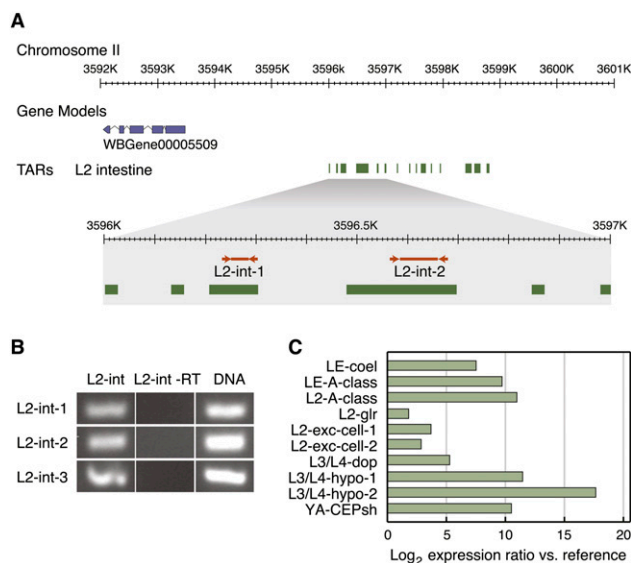 A
Chromosome II
3592K 3593K 3594K 3595K 3596K 3597K 3598K 3599K 3600K 3601K
Gene Models
WBGene00005509
TARs L2 intestine
3596K 3596.5K 3597K
L2-int-1 L2-int-2
B
L2-int L2-int -RT DNA
L2-int-1
L2-int-2
L2-int-3
C
LE-coel
LE-A-class
L2-A-class
L2-glr
L2-exc-cell-1
L2-exc-cell-2
L3/L4-dop
L3/L4-hypo-1
L3/L4-hypo-2
YA-CEPsh
0 5 10 15 20
Log2 expression ratio vs. reference